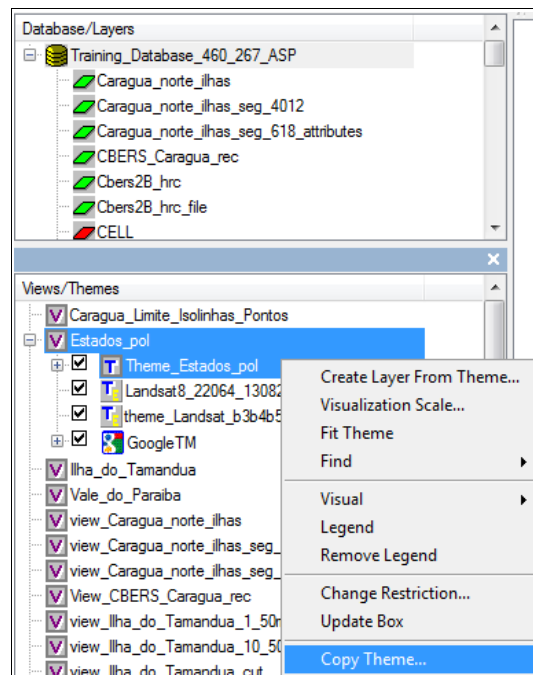 Database/Layers
Training_Database_460_267_ASP
Caragua_norte_ilhas
Caragua_norte_ilhas_seg_4012
Caragua_norte_ilhas_seg_618_attributes
CBERS_Caragua_rec
Cbers2B_hrc
Cbers2B_hrc_file
CELL
Views/Themes
Caragua_Limite_Isolinhas_Pontos
Estados_pol
Theme_Estados_pol
Landsat8_22064_13082
theme_Landsat_b3b4b5
GoogleTM
Ilha_do_Tamandua
Vale_do_Paraiba
view_Caragua_norte_ilhas
view_Caragua_norte_ilhas_seg_
view_Caragua_norte_ilhas_seg_
View_CBERS_Caragua_rec
view_Ilha_do_Tamandua_1_50
view_Ilha_do_Tamandua_10_50
view_Ilha_do_Tamandua_cut
Create Layer From Theme...
Visualization Scale...
Fit Theme
Find
Visual
Legend
Remove Legend
Change Restriction...
Update Box
Copy Theme...